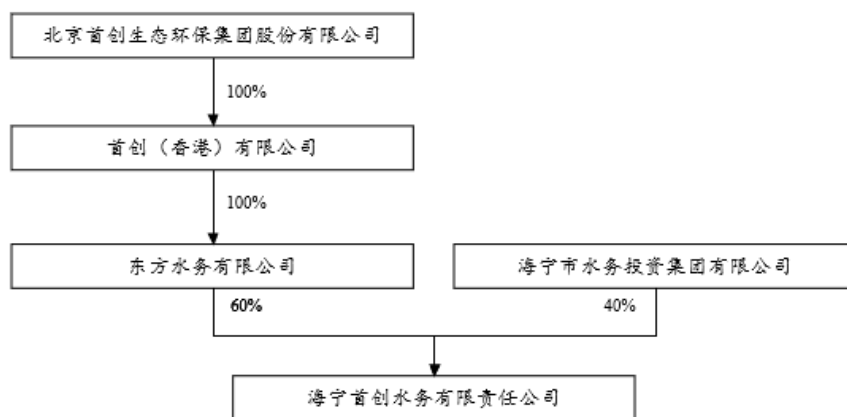 北京首创生态环保集团股份有限公司
100%
首创（香港）有限公司
100%
东方水务有限公司
海宁市水务投资集团有限公司
60%
40%
海宁首创水务有限责任公司